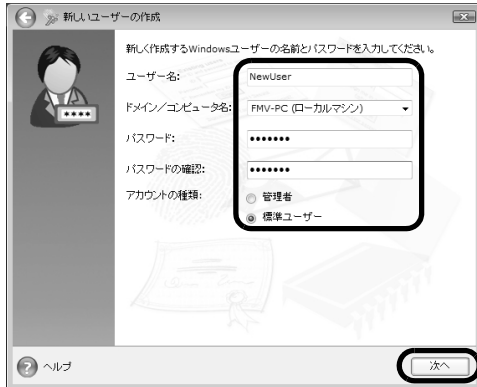 新しいユーザーの作成
新しく作成するWindowsユーザーの名前とパスワードを入力してください。
ユーザー名:
NewUser
ドメイン/コンピュータ名:
FMV-PC (ローカルマシン)
パスワード:
•••••••
パスワードの確認:
•••••••
アカウントの種類:
管理者
標準ユーザー
ヘルプ
次へ